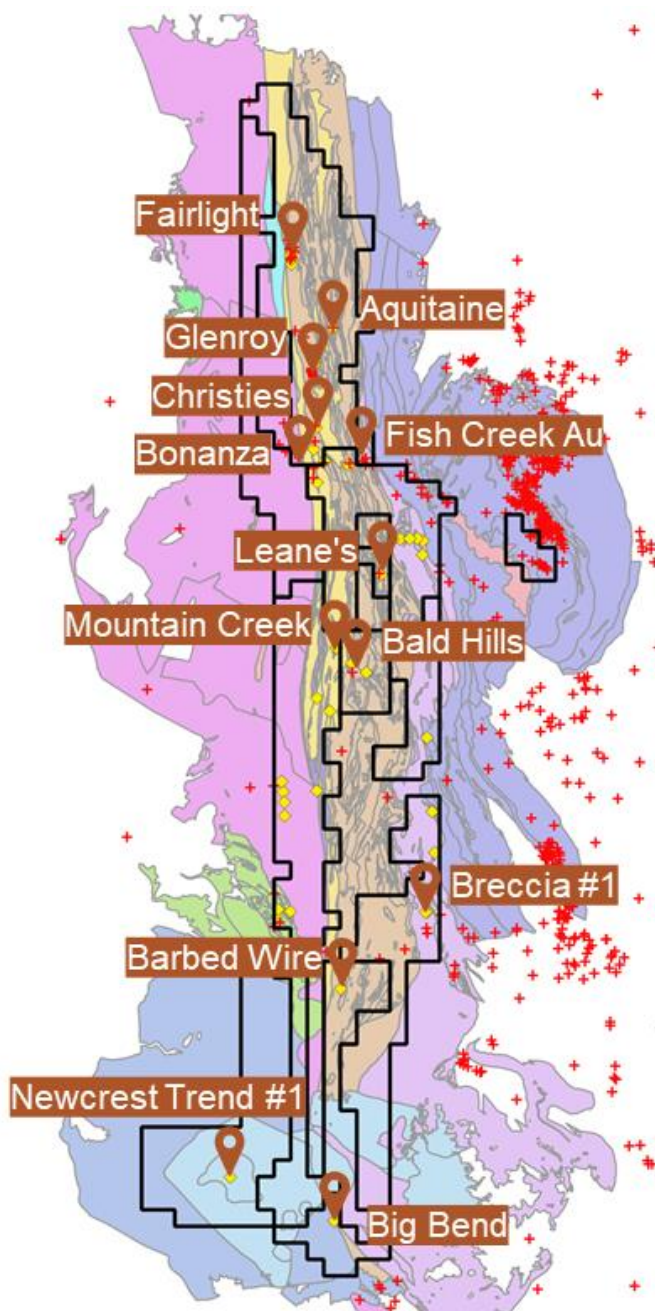 Fairlight
Aquitaine
Glenroy
Christies
Fish Creek Au
Bonanza
Leane's
Mountain Creek
Bald Hills
Breccia #1
Barbed Wire
Newcrest Trend #1
Big Bend